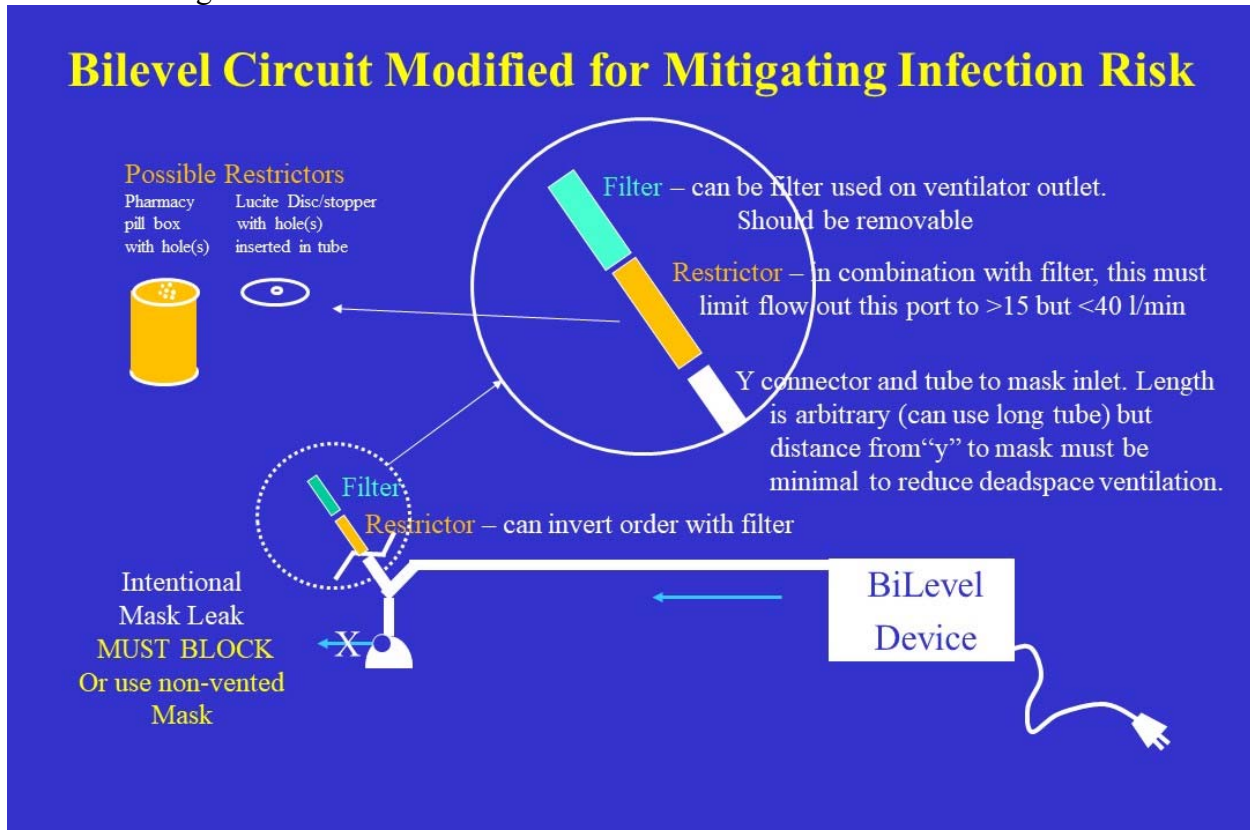 Bilevel Circuit Modified for Mitigating Infection Risk
Possible Restrictors
Pharmacy
pill box
with hole(s)
Lucite Disc/stopper
with hole(s)
inserted in tube
Filter – can be filter used on ventilator outlet.
Should be removable
Restrictor – in combination with filter, this must
limit flow out this port to >15 but <40 l/min
Y connector and tube to mask inlet. Length
is arbitrary (can use long tube) but
distance from“y” to mask must be
minimal to reduce deadspace ventilation.
Filter
Restrictor – can invert order with filter
Intentional
Mask Leak
MUST BLOCK
Or use non-vented
Mask
X
BiLevel
Device